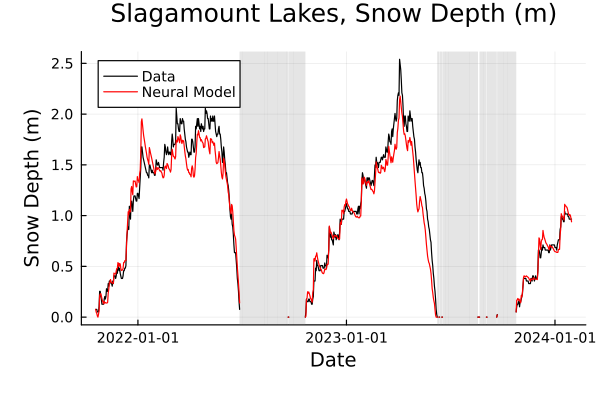 Slagamount Lakes, Snow Depth (m)
Data
Neural Model
Snow Depth (m)
2.5
2.0
1.5
1.0
0.5
0.0
2022-01-01
2023-01-01
2024-01-01
Date